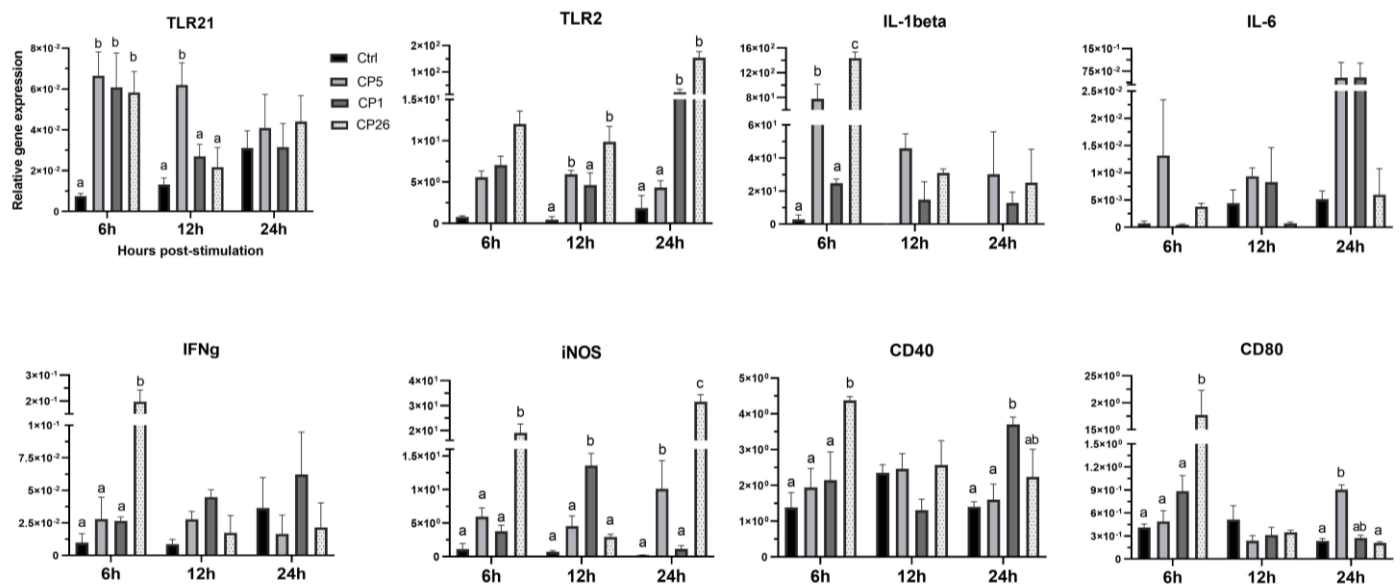 TLR21
TLR2
IL-1beta
IL-6
Relative gene expression
8×10⁻²
6×10⁻²
4×10⁻²
2×10⁻²
0
a b b b
a b a a
6h 12h 24h
Hours post-stimulation
Ctrl
CP5
CP1
CP26
2×10²
1×10²
1.5×10¹
1×10¹
5×10⁰
0
a b a b
a a b b
6h 12h 24h
16×10²
12×10²
8×10¹
6×10¹
4×10¹
2×10¹
0
a b a c
6h 12h 24h
15×10⁻¹
75×10⁻²
2.5×10⁻²
2×10⁻²
1.5×10⁻²
1×10⁻²
5×10⁻³
0
6h 12h 24h
IFNg
iNOS
CD40
CD80
3×10⁻¹
2×10⁻¹
1×10⁻¹
1×10⁻¹
7.5×10⁻²
5×10⁻²
2.5×10⁻²
0
a a a b
6h 12h 24h
4×10¹
3×10¹
2×10¹
1.5×10¹
1×10¹
5×10⁰
0
a a a b
a a b a
a b a c
6h 12h 24h
5×10⁰
4×10⁰
3×10⁰
2×10⁰
1×10⁰
0
a a a b
a a b ab
6h 12h 24h
25×10⁰
20×10⁰
15×10⁰
1.5×10⁰
1.2×10⁰
9×10⁻¹
6×10⁻¹
3×10⁻¹
0
a a a b
a b ab a
6h 12h 24h